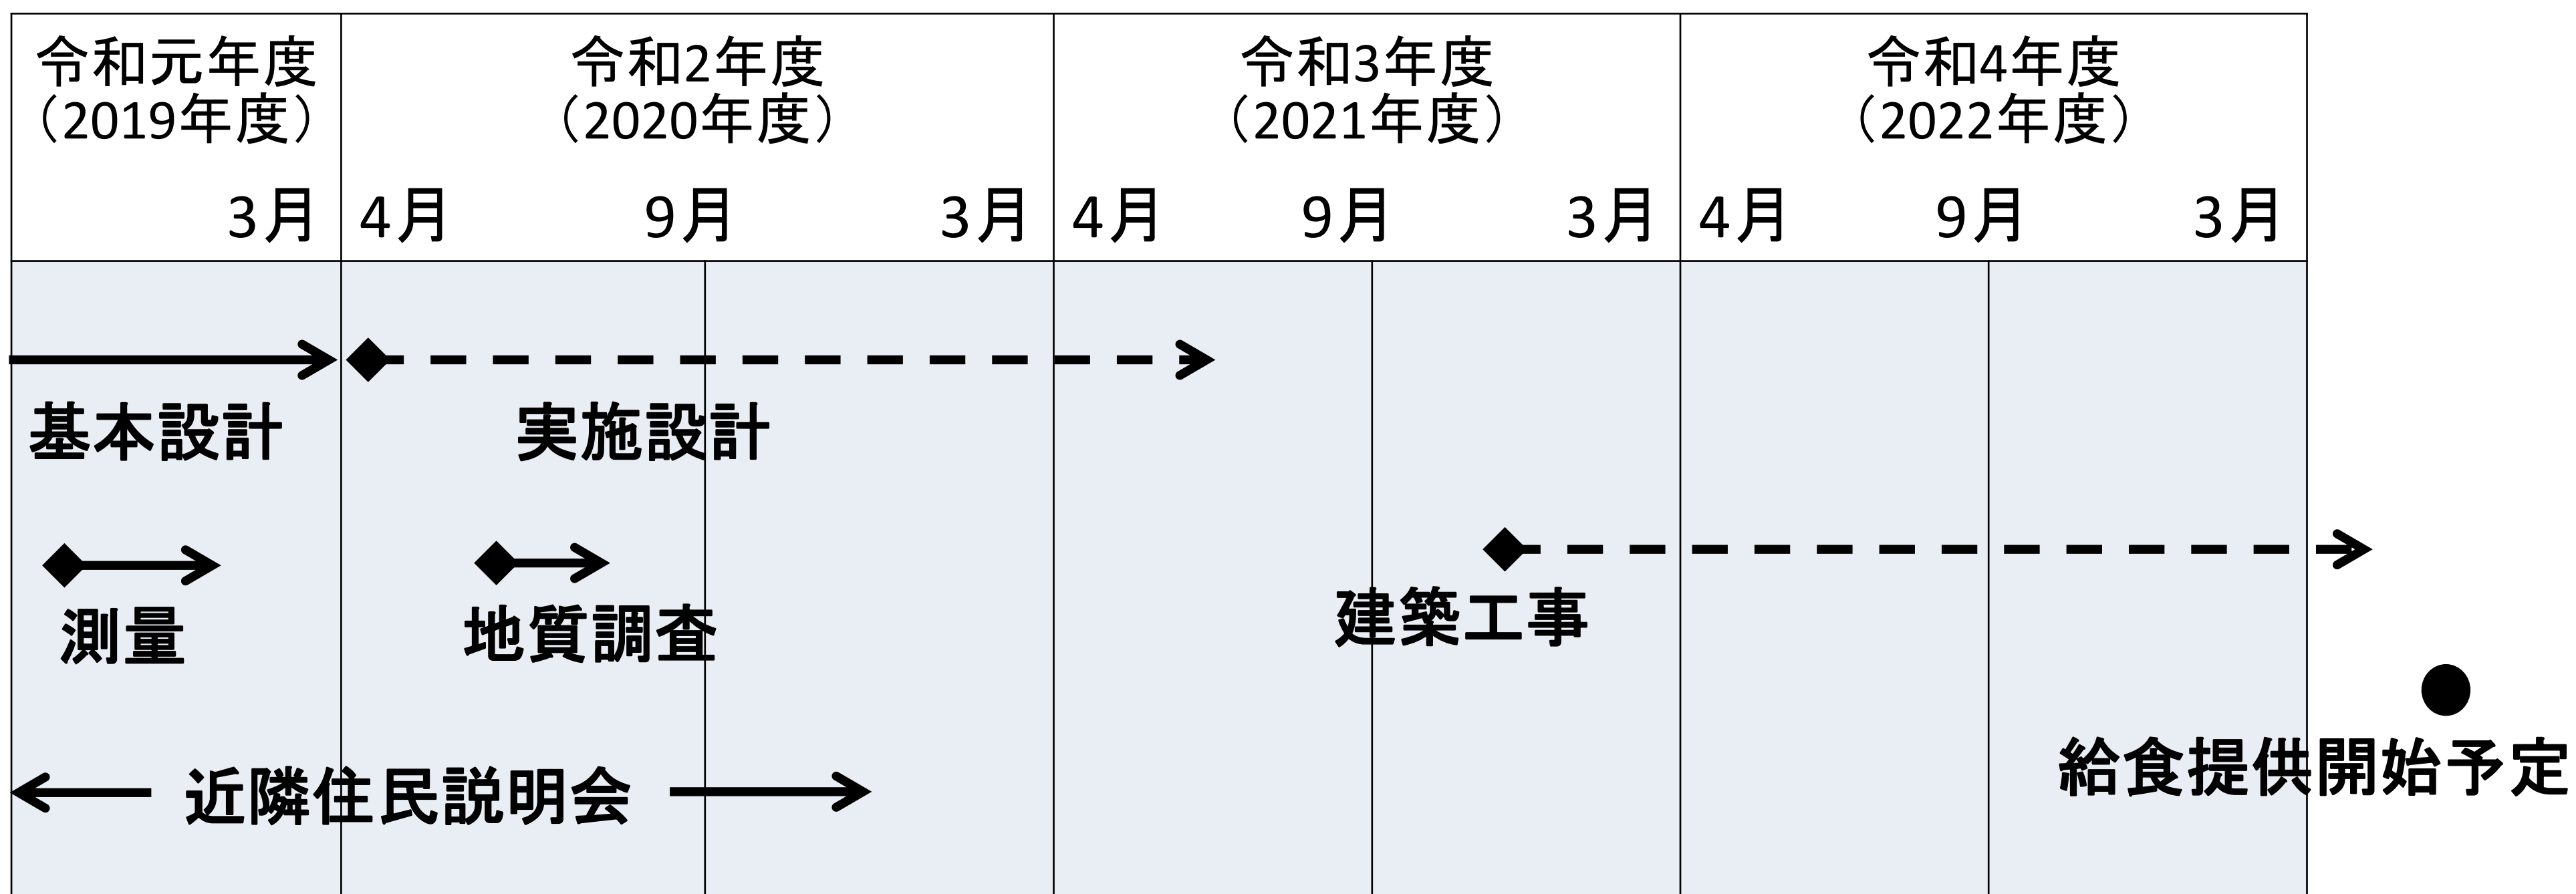 令和元年度
（2019年度）
3月
令和2年度
（2020年度）
4月 9月 3月
令和3年度
（2021年度）
4月 9月 3月
令和4年度
（2022年度）
4月 9月 3月
基本設計
実施設計
測量
地質調査
建築工事
近隣住民説明会
給食提供開始予定